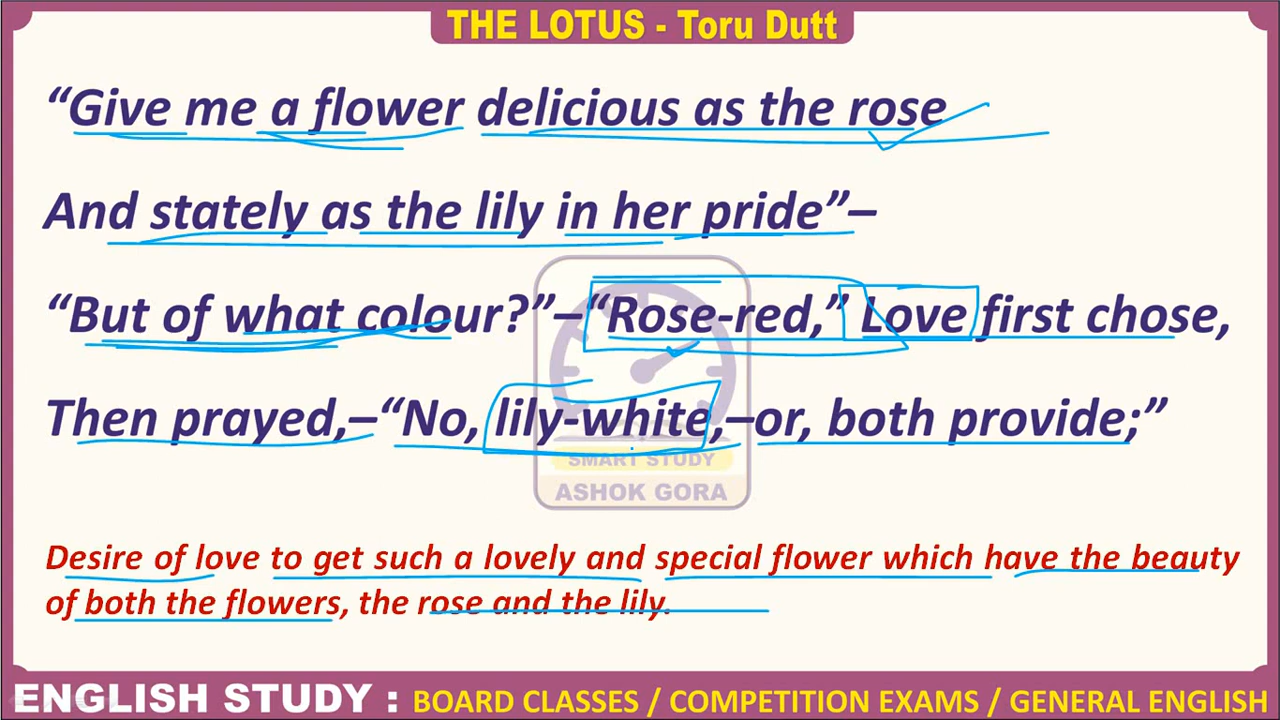 THE LOTUS - Toru Dutt
“Give me a flower delicious as the rose
And stately as the lily in her pride”–
“But of what colour?”–“Rose-red,” Love first chose,
Then prayed,–“No, lily-white,–or, both provide;”
SMART STUDY
ASHOK GORA
Desire of love to get such a lovely and special flower which have the beauty
of both the flowers, the rose and the lily.
ENGLISH STUDY : BOARD CLASSES / COMPETITION EXAMS / GENERAL ENGLISH